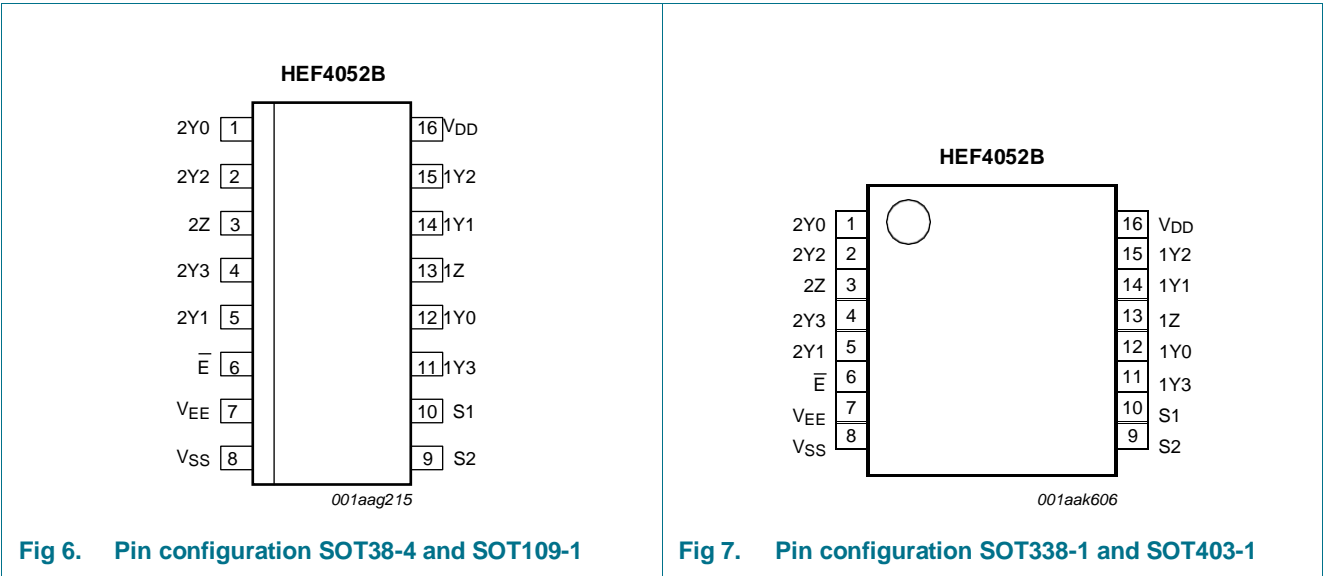 HEF4052B
2Y0 1 16 VDD
2Y2 2 15 1Y2
2Z 3 14 1Y1
2Y3 4 13 1Z
2Y1 5 12 1Y0
E̅ 6 11 1Y3
VEE 7 10 S1
VSS 8 9 S2
001aag215
Fig 6. Pin configuration SOT38-4 and SOT109-1
HEF4052B
2Y0 1 16 VDD
2Y2 2 15 1Y2
2Z 3 14 1Y1
2Y3 4 13 1Z
2Y1 5 12 1Y0
E̅ 6 11 1Y3
VEE 7 10 S1
VSS 8 9 S2
001aak606
Fig 7. Pin configuration SOT338-1 and SOT403-1